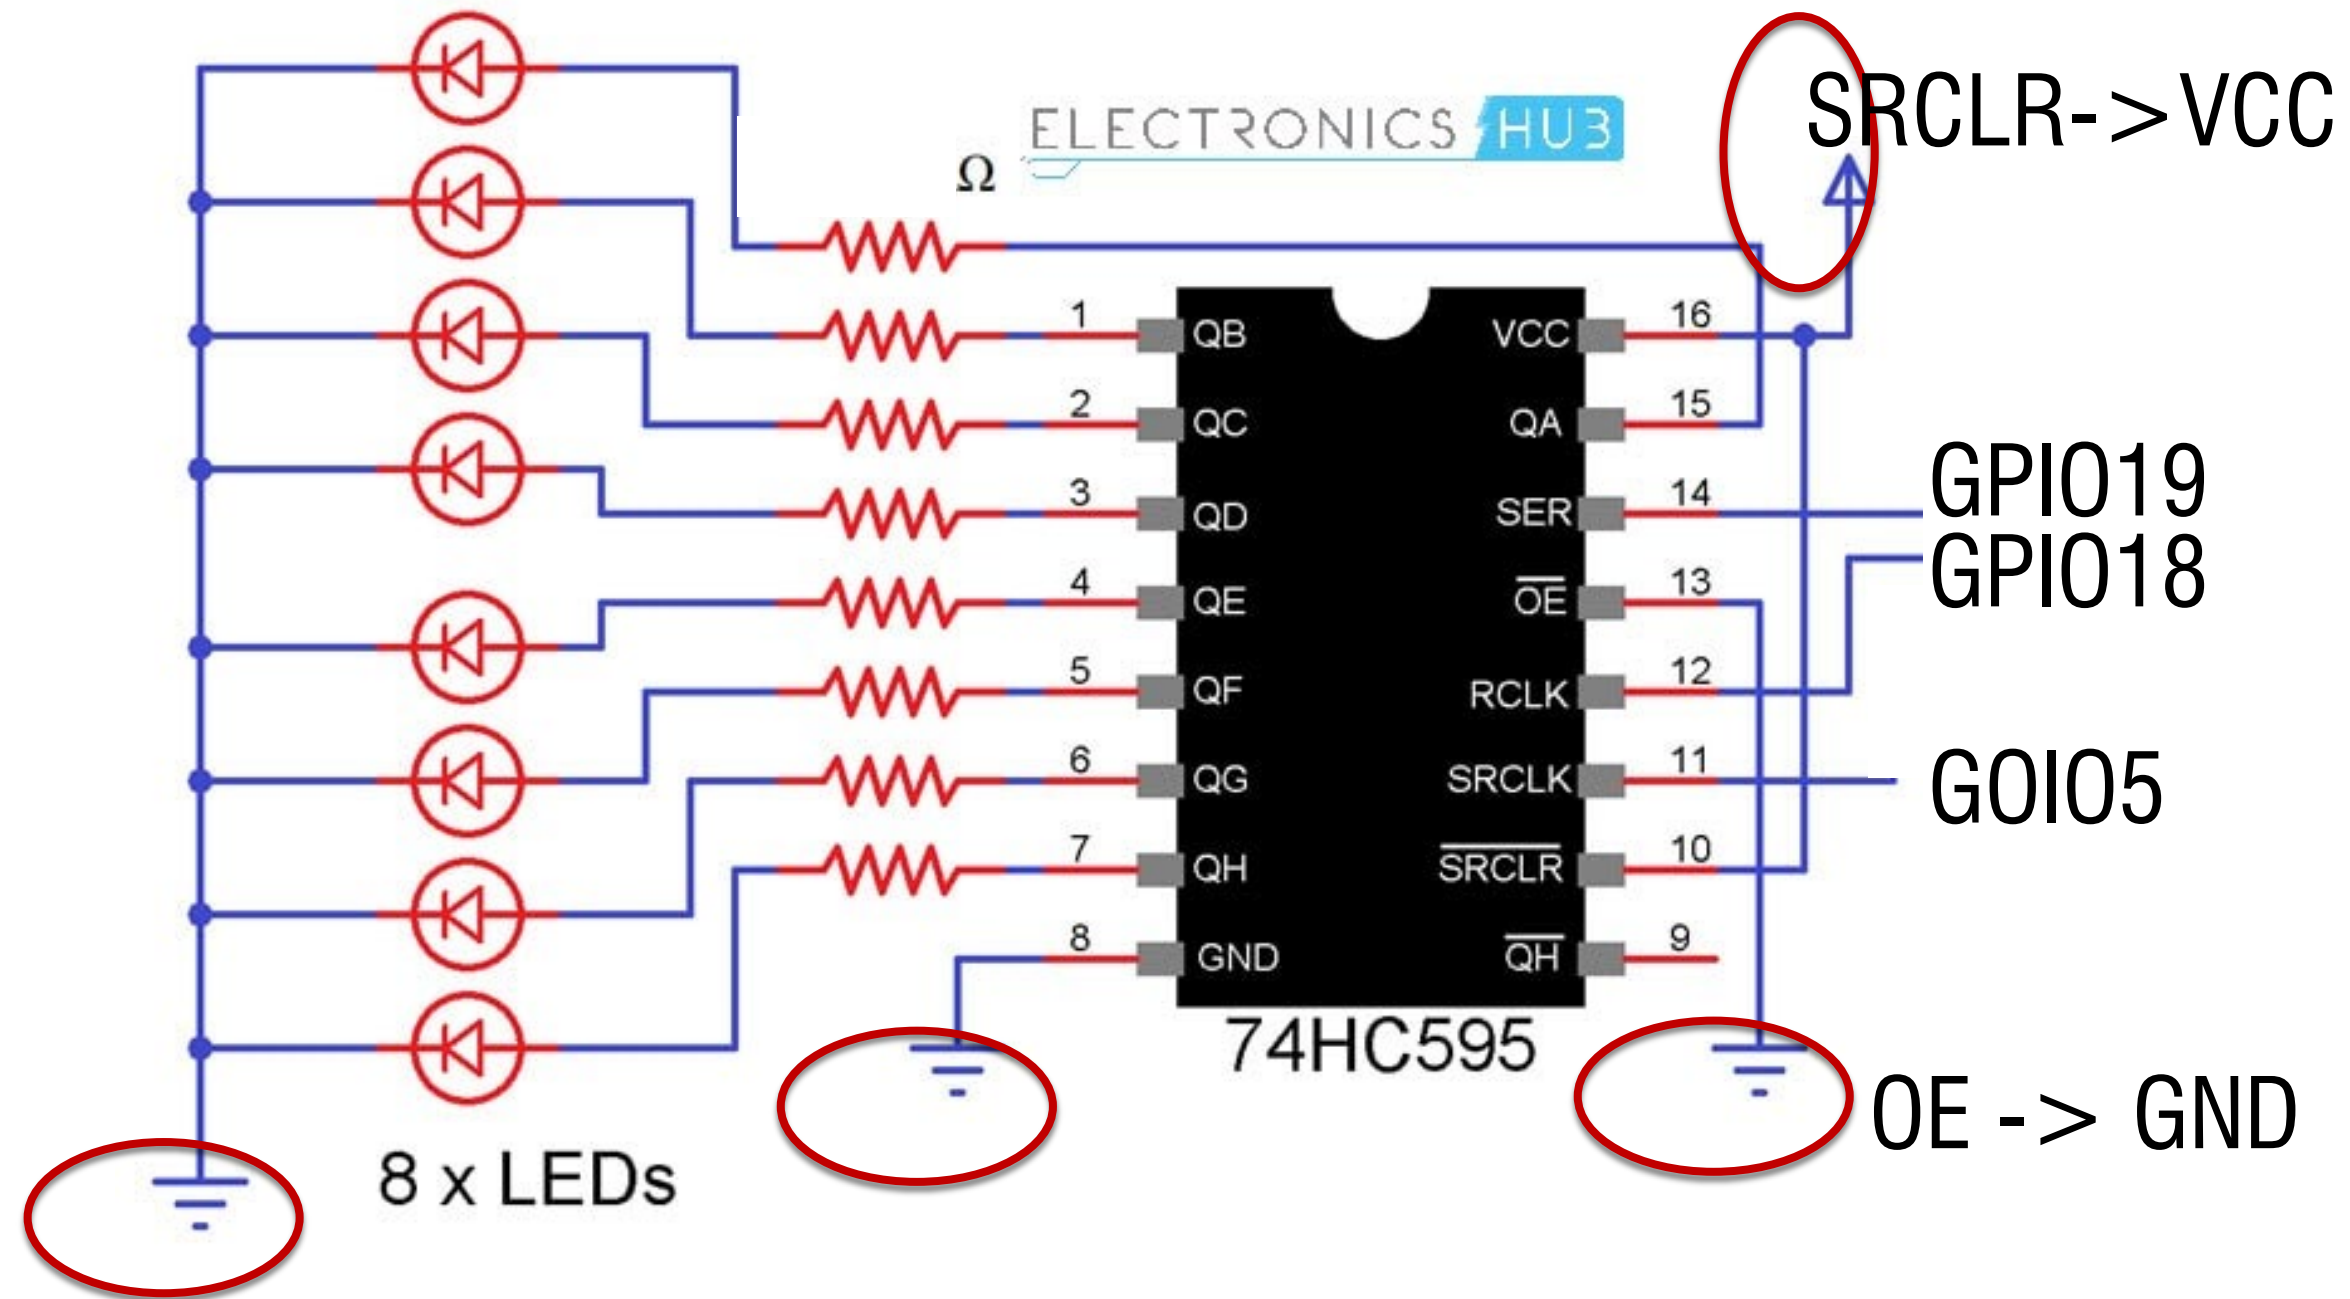 SRCLR->VCC
ELECTRONICS HUB
Ω
1 QB VCC 16
2 QC QA 15
3 QD SER 14
GPIO19
GPIO18
4 QE OE 13
5 QF RCLK 12
6 QG SRCLK 11
GOIO5
7 QH SRCLR 10
8 GND QH 9
74HC595
OE -> GND
8 x LEDs